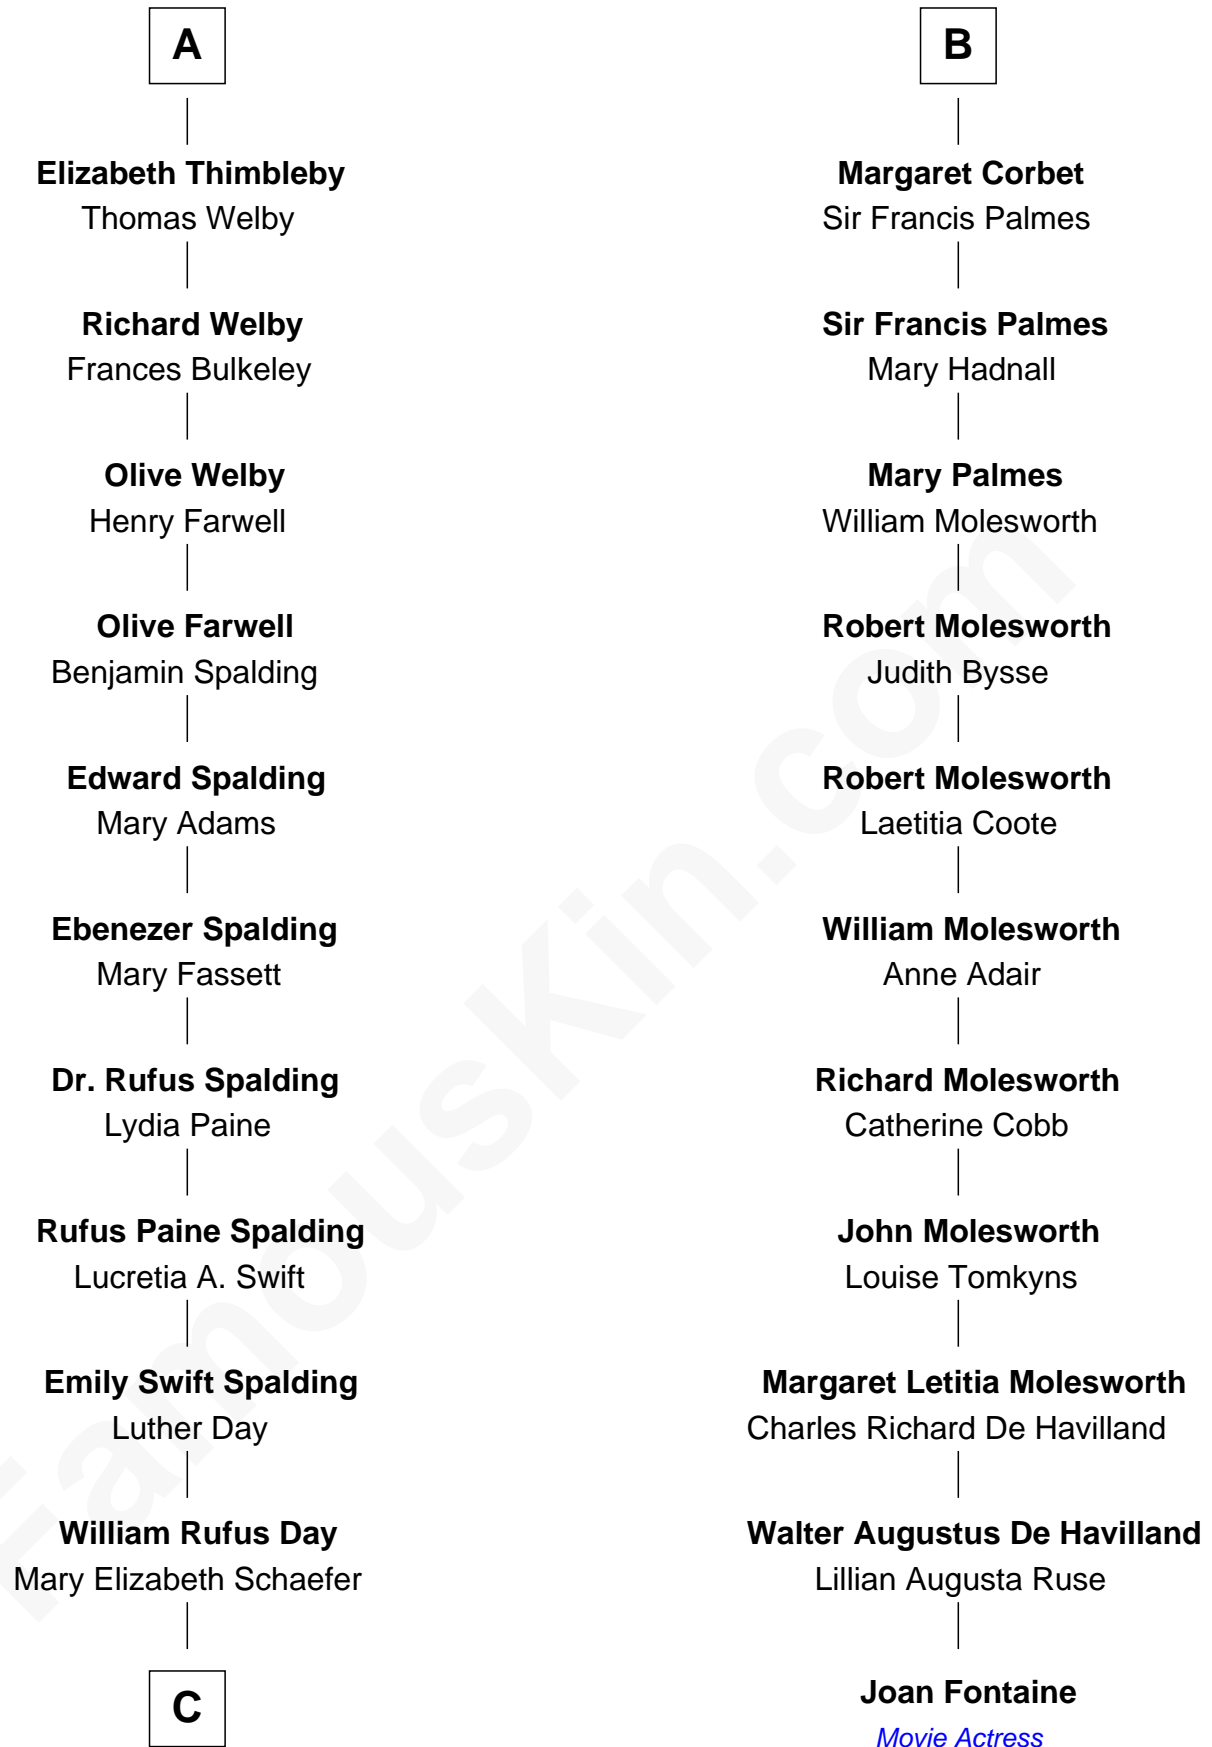 A
Elizabeth Thimbleby
Thomas Welby
Richard Welby
Frances Bulkeley
Olive Welby
Henry Farwell
Olive Farwell
Benjamin Spalding
Edward Spalding
Mary Adams
Ebenezer Spalding
Mary Fassett
Dr. Rufus Spalding
Lydia Paine
Rufus Paine Spalding
Lucretia A. Swift
Emily Swift Spalding
Luther Day
William Rufus Day
Mary Elizabeth Schaefer
C
B
Margaret Corbet
Sir Francis Palmes
Sir Francis Palmes
Mary Hadnall
Mary Palmes
William Molesworth
Robert Molesworth
Judith Bysse
Robert Molesworth
Laetitia Coote
William Molesworth
Anne Adair
Richard Molesworth
Catherine Cobb
John Molesworth
Louise Tomkyns
Margaret Letitia Molesworth
Charles Richard De Havilland
Walter Augustus De Havilland
Lillian Augusta Ruse
Joan Fontaine
Movie Actress
FamousKin.com